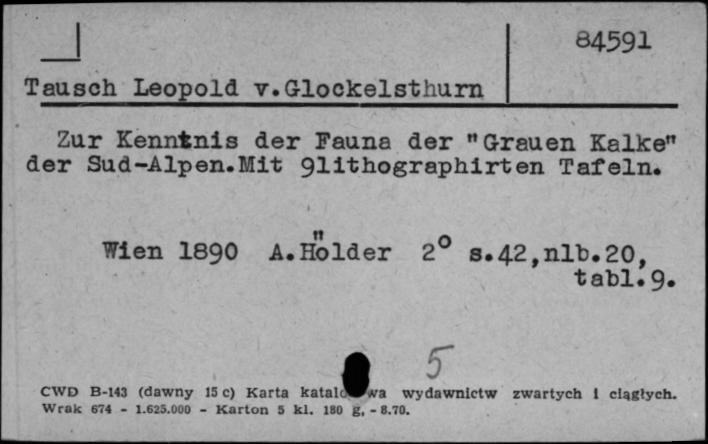 84591
Tausch Leopold v.Glockelsthurn
Zur Kenntnis der Fauna der "Grauen Kalke"
der Sud-Alpen.Mit 9lithographirten Tafeln.
Wien 1890 A.Hölder 2° s.42,nlb.20,
tabl.9.
5
CWD B-143 (dawny 15 c) Karta katalo wa wydawnictw zwartych i ciągłych.
Wrak 674 - 1.625.000 - Karton 5 kl. 180 g, - 8.70.